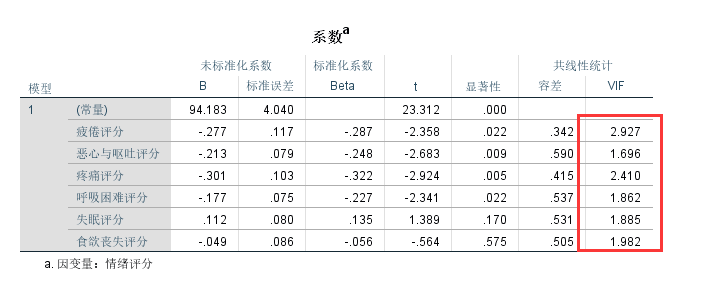 系数a
未标准化系数 标准化系数 共线性统计
模型 B 标准误差 Beta t 显著性 容差 VIF
1 (常量) 94.183 4.040 23.312 .000
疲倦评分 -.277 .117 -.287 -2.358 .022 .342 2.927
恶心与呕吐评分 -.213 .079 -.248 -2.683 .009 .590 1.696
疼痛评分 -.301 .103 -.322 -2.924 .005 .415 2.410
呼吸困难评分 -.177 .075 -.227 -2.341 .022 .537 1.862
失眠评分 .112 .080 .135 1.389 .170 .531 1.885
食欲丧失评分 -.049 .086 -.056 -.564 .575 .505 1.982
a. 因变量：情绪评分